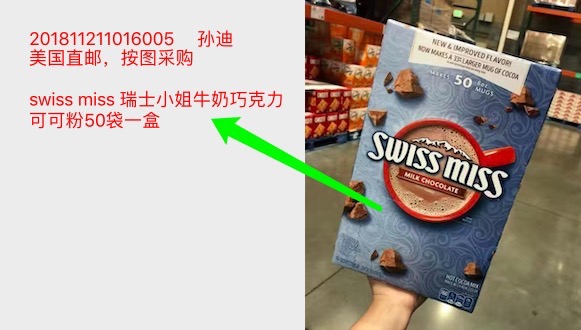 201811211016005 孙迪
美国直邮，按图采购
swiss miss 瑞士小姐牛奶巧克力
可可粉50袋一盒
NEW & IMPROVED FLAVOR!
NOW MAKES A 33% LARGER MUG OF COCOA
MAKES 50 MUGS
SWISS MISS
MILK CHOCOLATE
HOT COCOA MIX